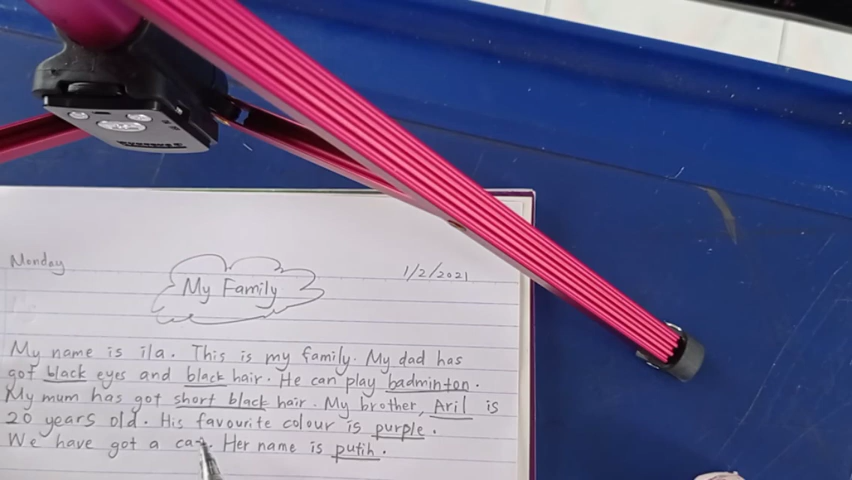 Monday
1/2/2021
My Family
My name is ila. This is my family. My dad has
got black eyes and black hair. He can play badminton.
My mum has got short black hair. My brother, Aril is
20 years old. His favourite colour is purple.
We have got a Her name is putih.